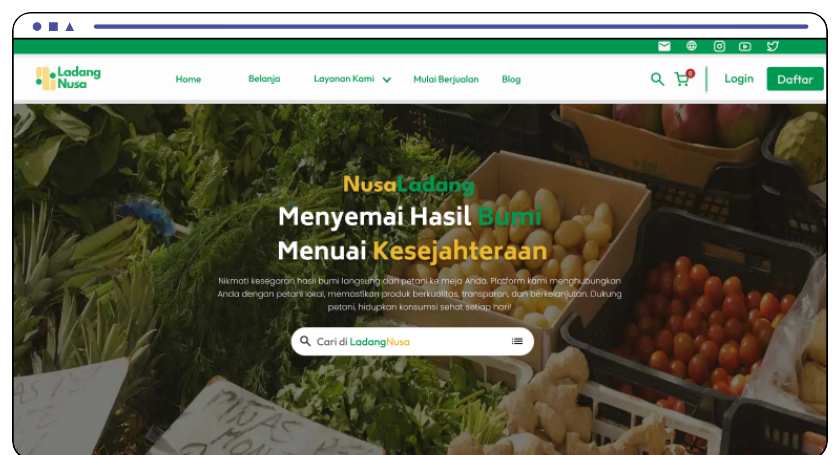 Ladang
Nusa
Home Belanja Layanan Kami Mulai Berjualan Blog
0
Login Daftar
NusaLadang
Menyemai Hasil Bumi
Menuai Kesejahteraan
Nikmati kesegaran hasil bumi langsung dari petani ke meja Anda. Platform kami menghubungkan
Anda dengan petani lokal, memastikan produk berkualitas, transparan, dan berkelanjutan. Dukung
petani, hidupkan konsumsi sehat setiap hari!
Cari di LadangNusa